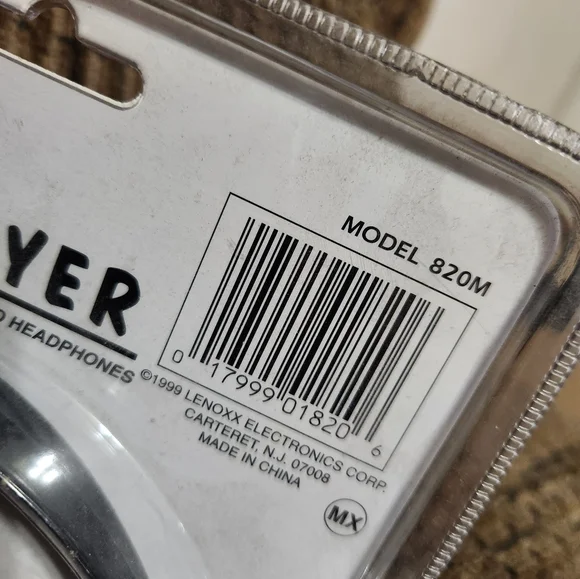 MODEL 820M
YER
O HEADPHONES
0 17999 01820 6
©1999 LENOXX ELECTRONICS CORP.
CARTERET, N.J. 07008
MADE IN CHINA
MX